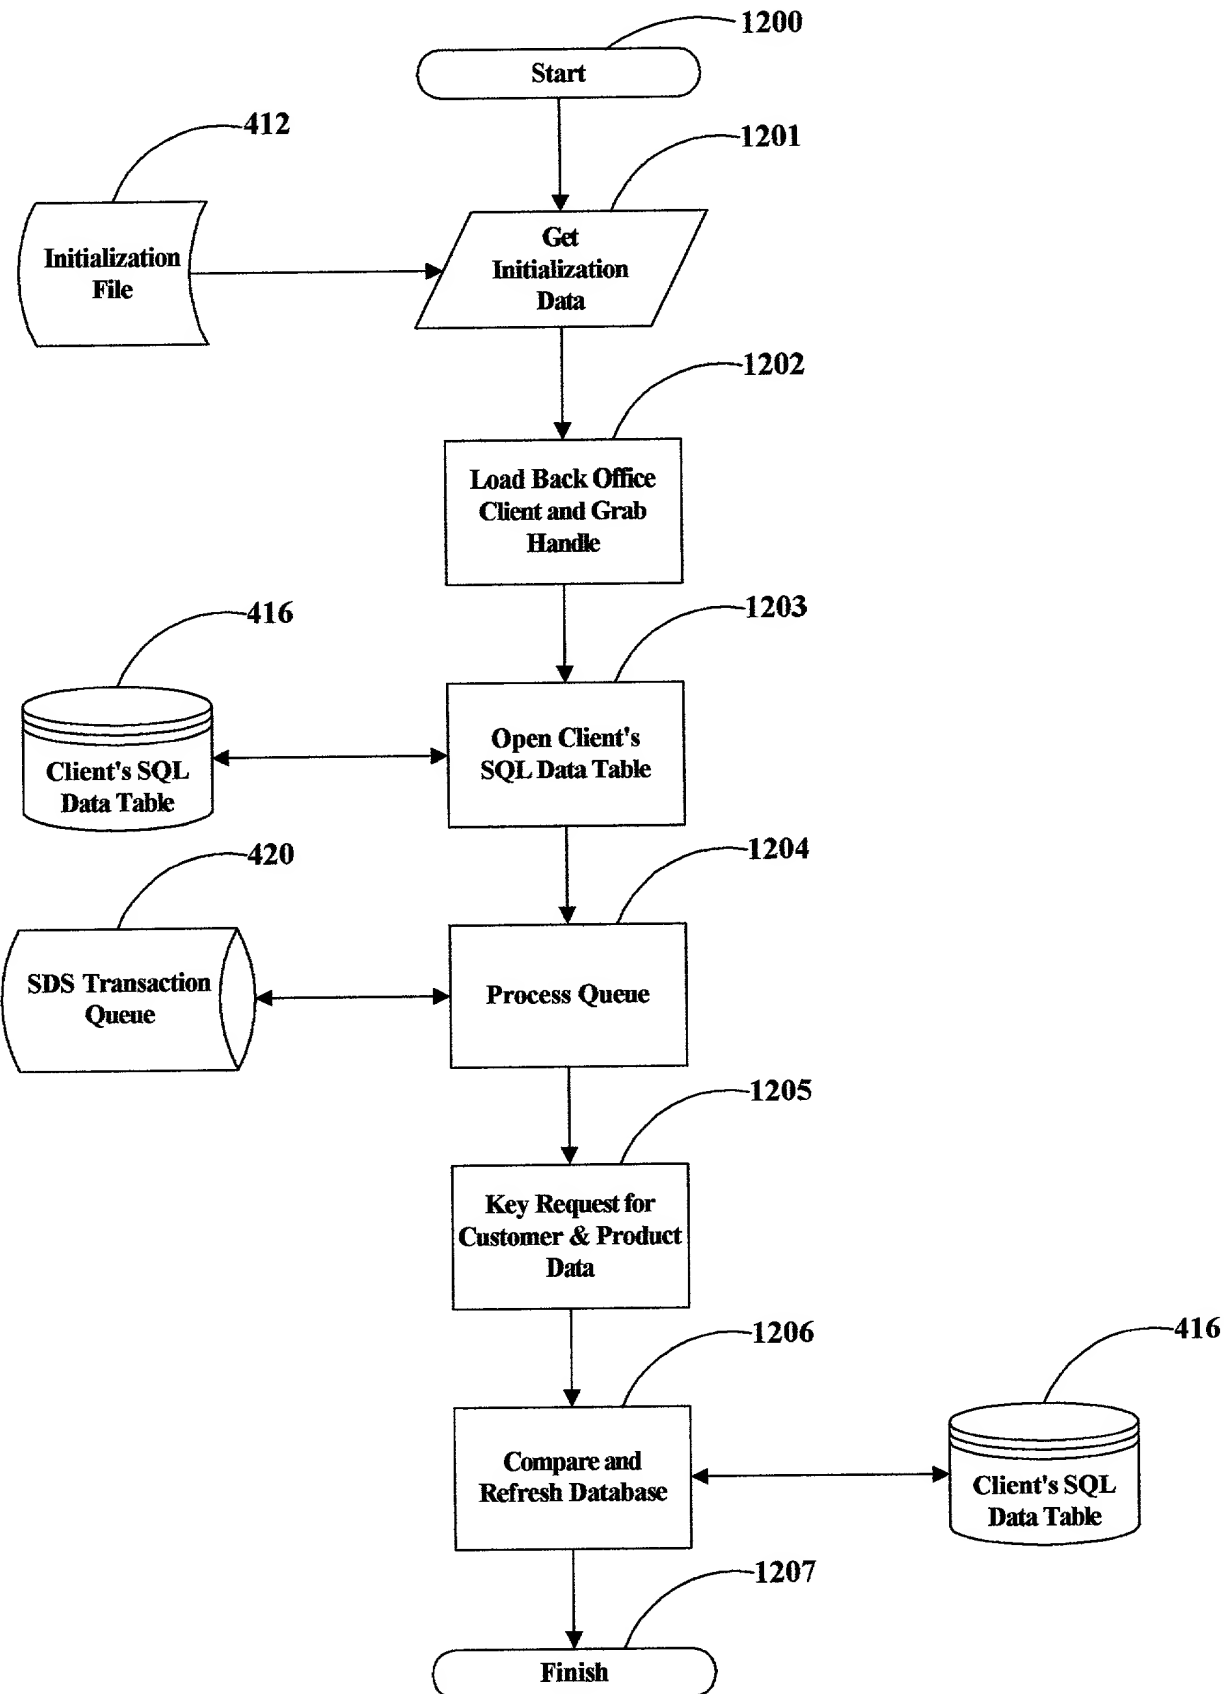 1200
Start
412
1201
Initialization
File
Get
Initialization
Data
1202
Load Back Office
Client and Grab
Handle
416
1203
Client's SQL
Data Table
Open Client's
SQL Data Table
420
1204
SDS Transaction
Queue
Process Queue
1205
Key Request for
Customer & Product
Data
1206
416
Compare and
Refresh Database
Client's SQL
Data Table
1207
Finish